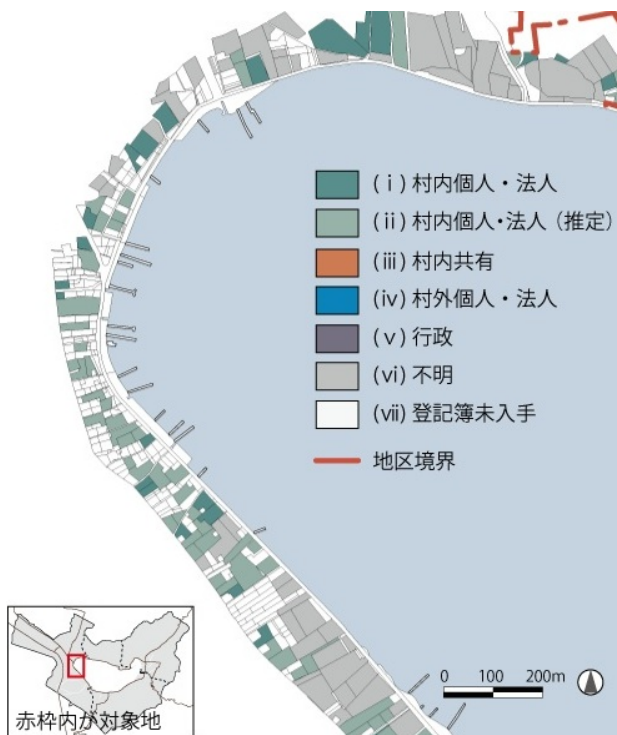 (ⅰ) 村内個人・法人
(ⅱ) 村内個人・法人（推定）
(ⅲ) 村内共有
(ⅳ) 村外個人・法人
(ⅴ) 行政
(ⅵ) 不明
(ⅶ) 登記簿未入手
地区境界
0 100 200m
赤枠内が対象地